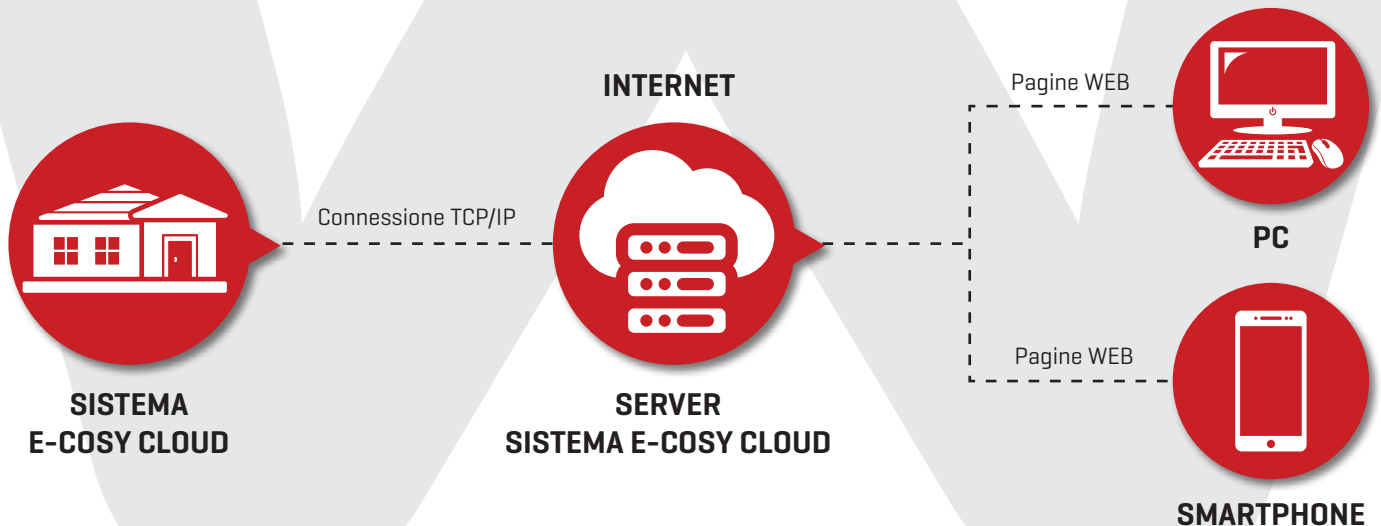 INTERNET
Pagine WEB
Connessione TCP/IP
PC
Pagine WEB
SISTEMA
E-COSY CLOUD
SERVER
SISTEMA E-COSY CLOUD
SMARTPHONE